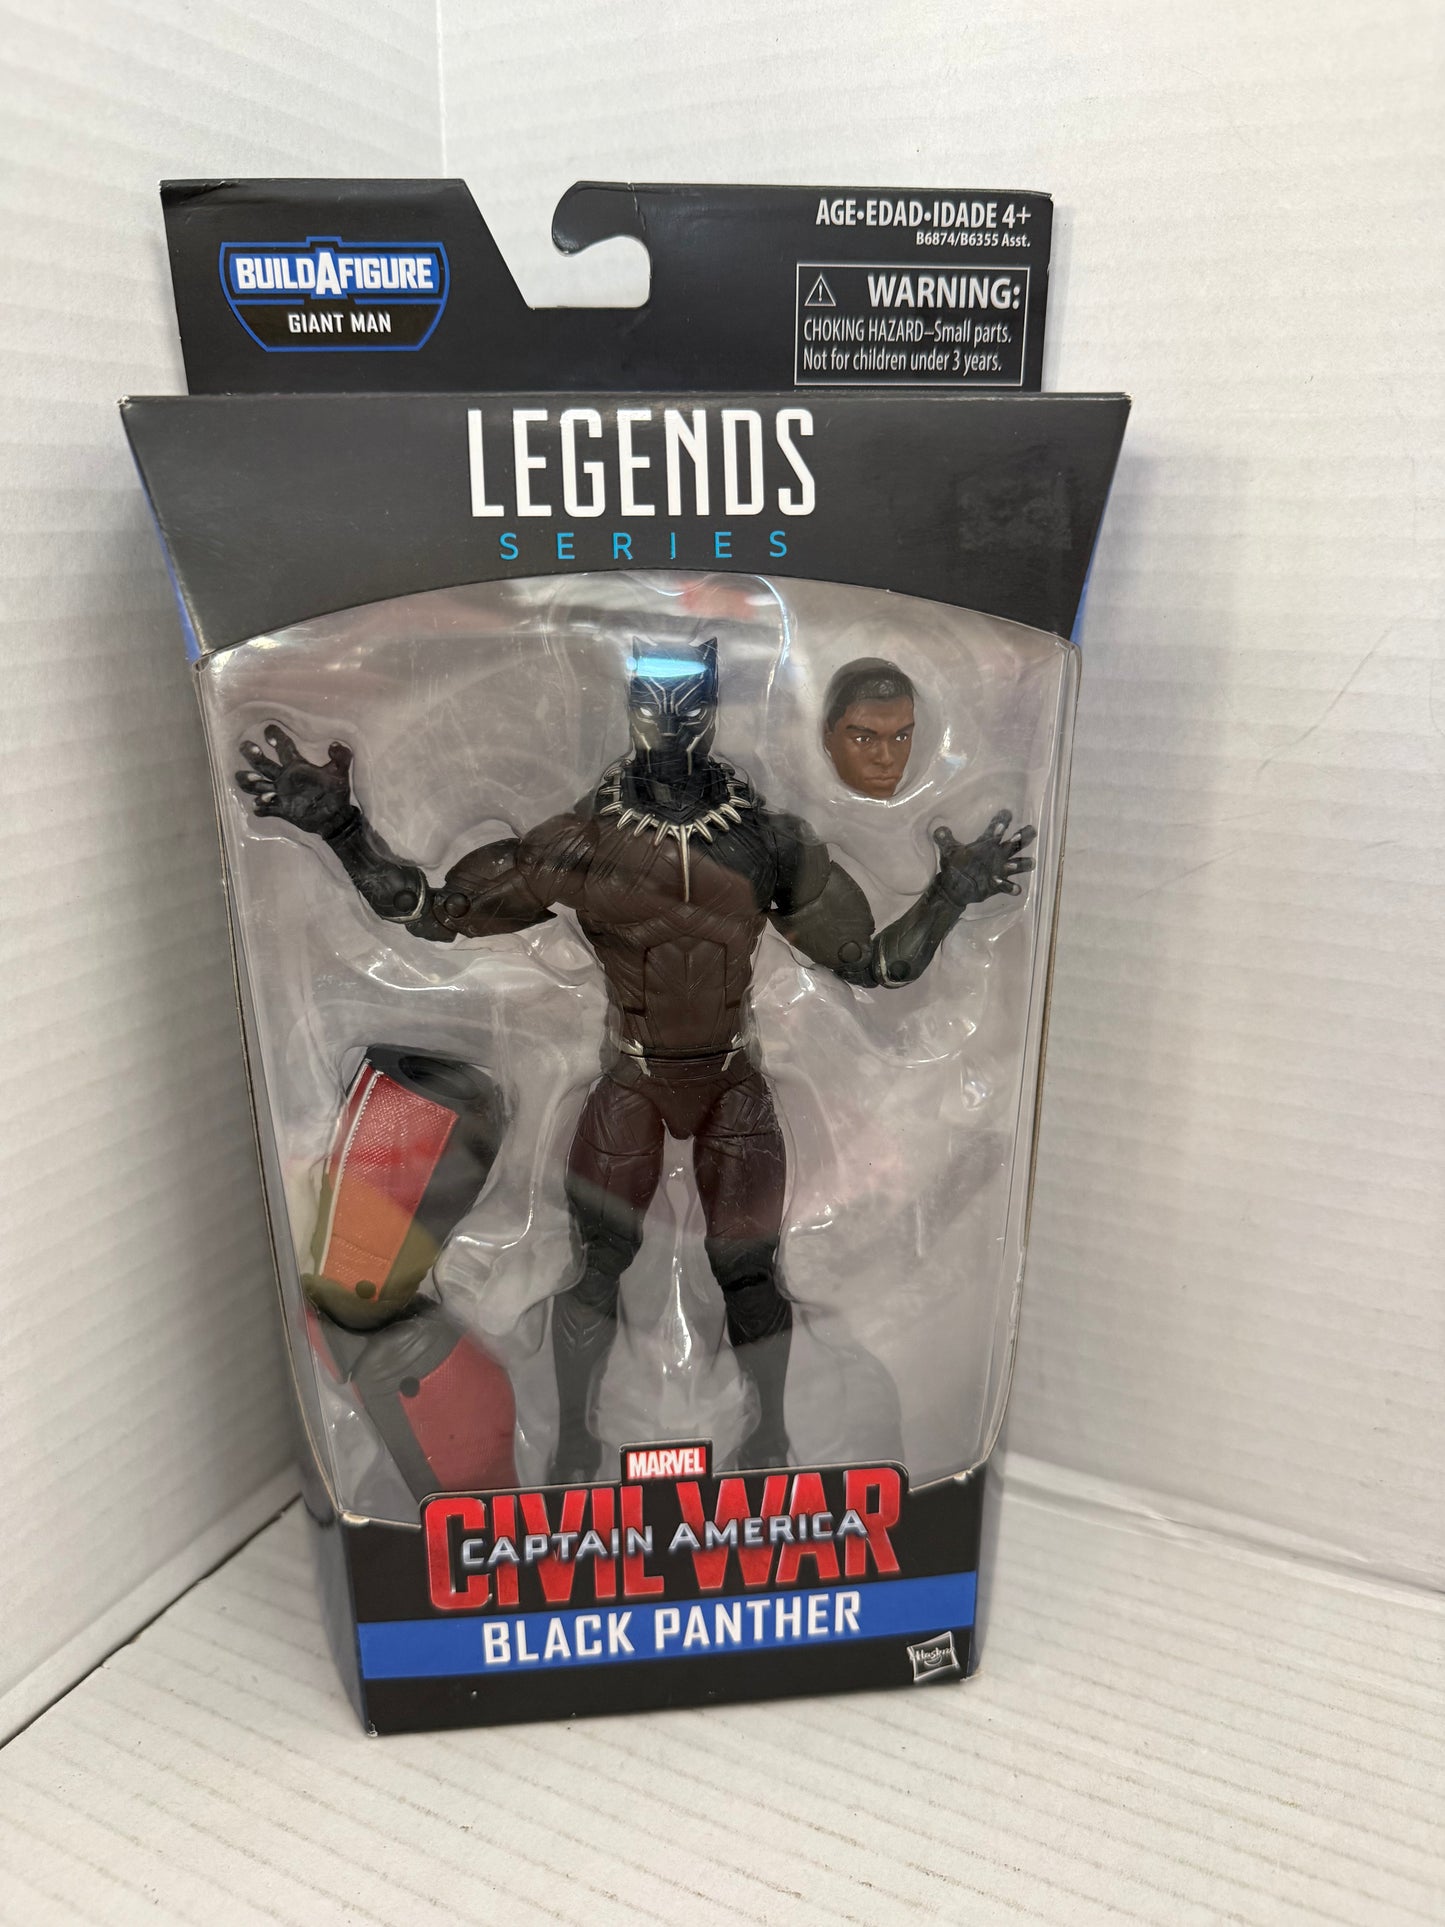 BUILDAFIGURE
GIANT MAN
AGE•EDAD•IDADE 4+
B6874/B6355 Asst.
WARNING:
CHOKING HAZARD–Small parts.
Not for children under 3 years.
LEGENDS
SERIES
MARVEL
CIVIL WAR
CAPTAIN AMERICA
BLACK PANTHER
Hasbro